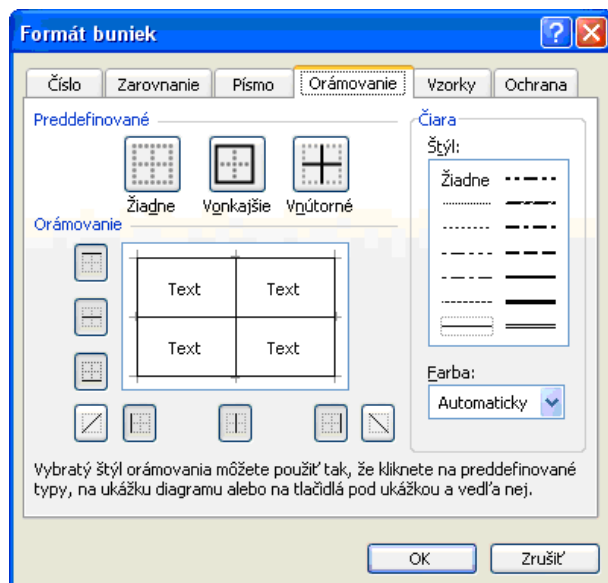 Formát buniek
Číslo Zarovnanie Písmo Orámovanie Vzorky Ochrana
Preddefinované
Žiadne Vonkajšie Vnútorné
Orámovanie
Text Text
Text Text
Čiara
Štýl:
Žiadne
Farba:
Automaticky
Vybratý štýl orámovania môžete použiť tak, že kliknete na preddefinované
typy, na ukážku diagramu alebo na tlačidlá pod ukážkou a vedľa nej.
OK Zrušiť